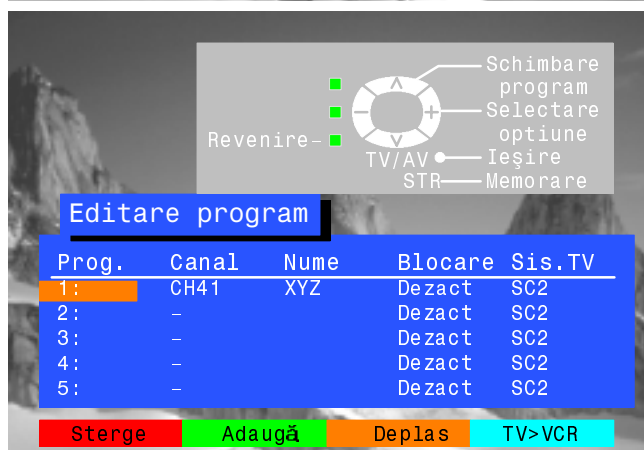 Schimbare
program
Selectare
optiune
Revenire
TV/AV Ieşire
STR Memorare
Editare program
Prog. Canal Nume Blocare Sis.TV
1: CH41 XYZ Dezact SC2
2: – Dezact SC2
3: – Dezact SC2
4: – Dezact SC2
5: – Dezact SC2
Sterge Adaugă Deplas TV>VCR